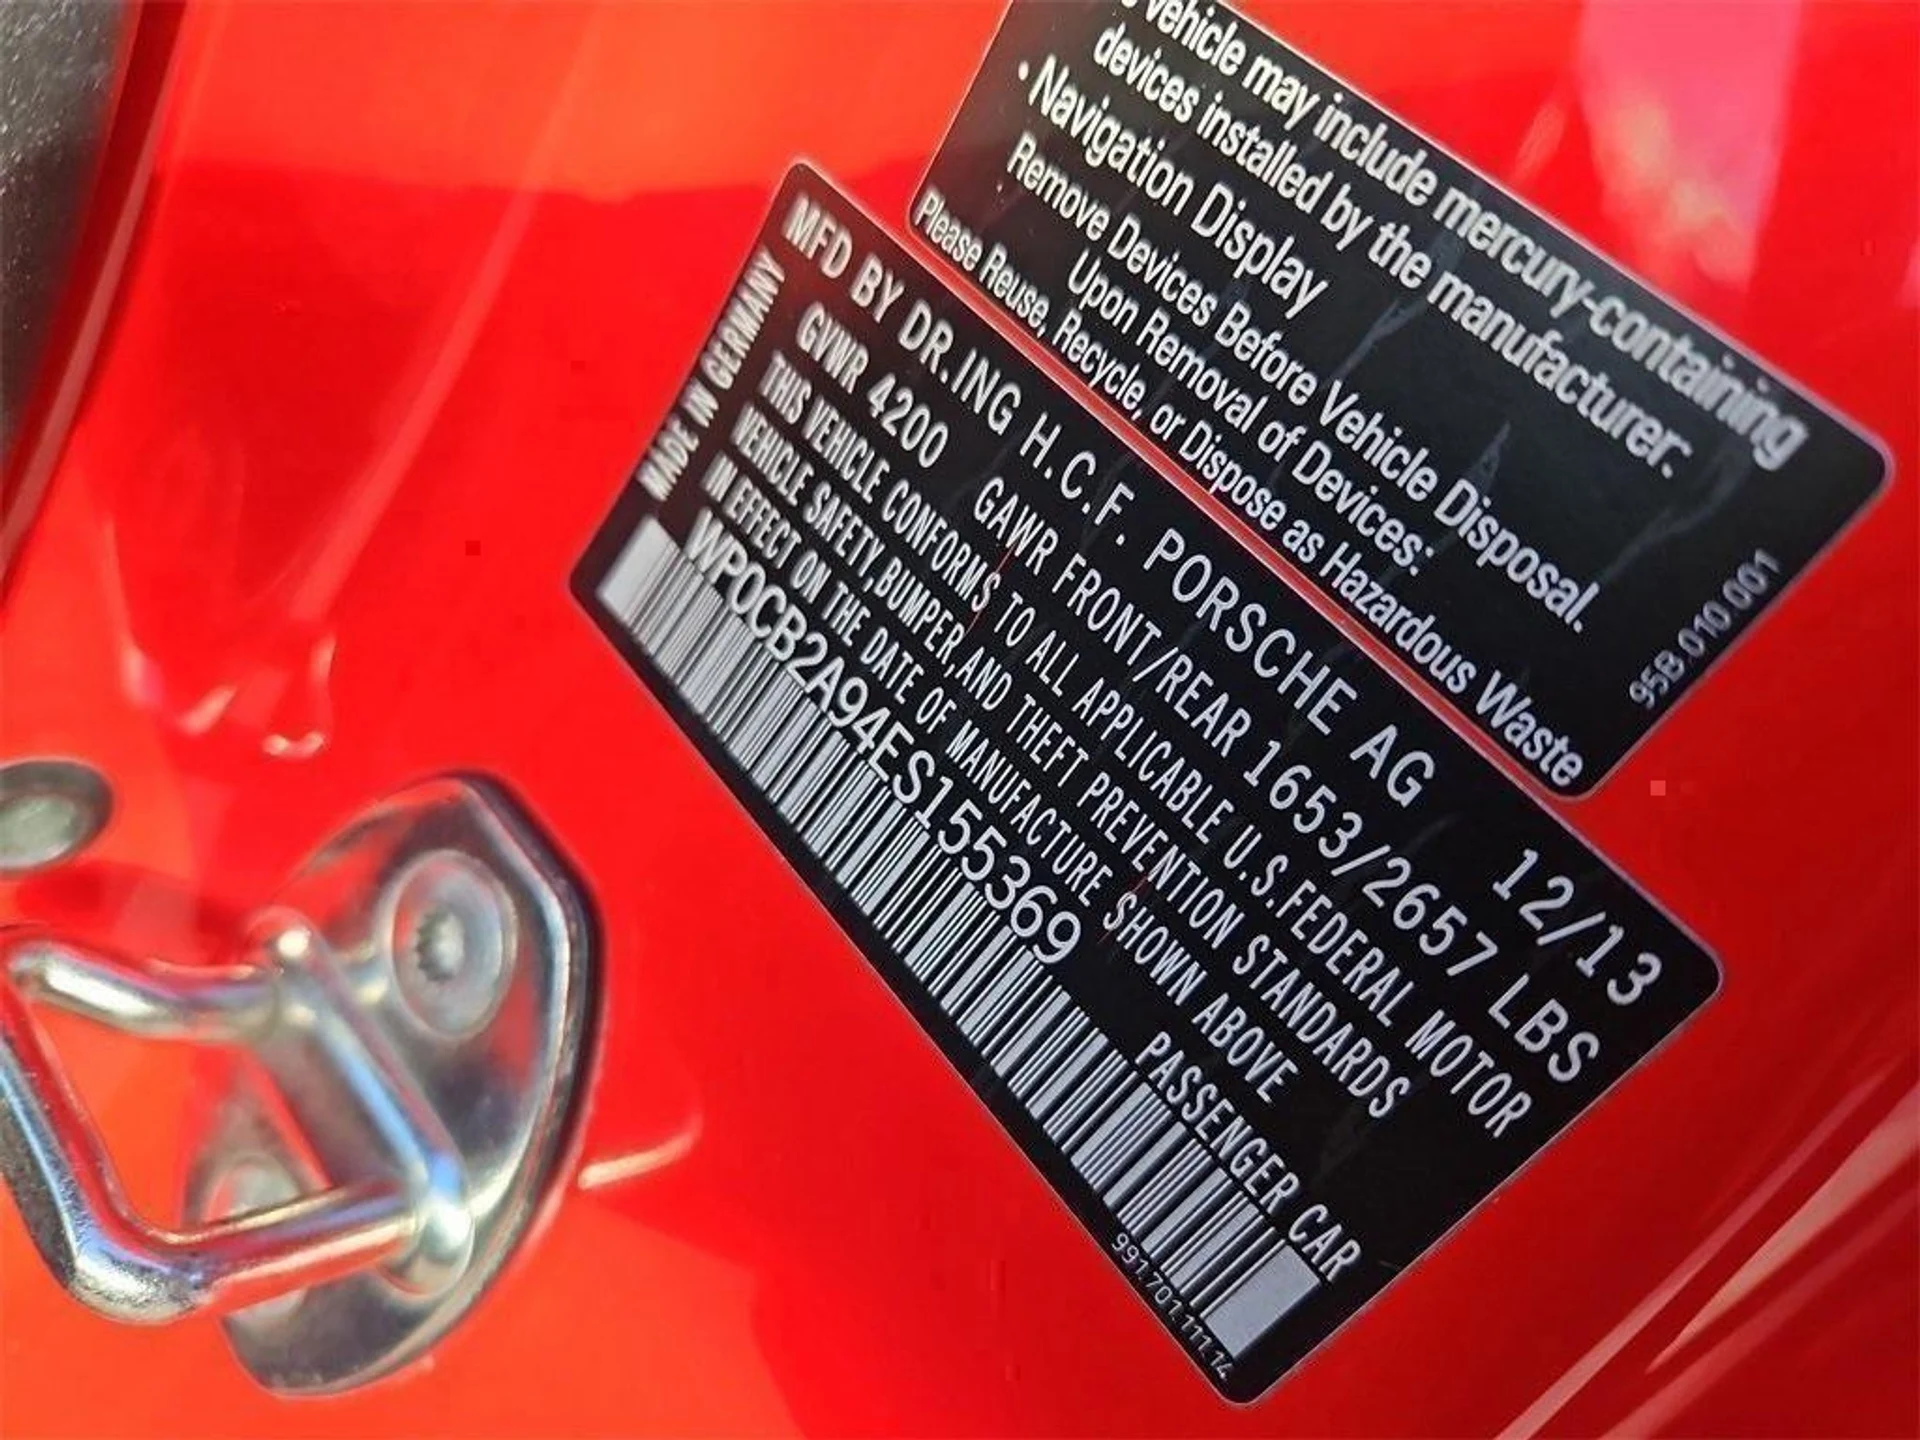 vehicle may include mercury-containing
devices installed by the manufacturer:
• Navigation Display
Remove Devices Before Vehicle Disposal.
Upon Removal of Devices:
Please Reuse, Recycle, or Dispose as Hazardous Waste
95B.010.001
MFD BY DR.ING H.C.F. PORSCHE AG 12/13
GVWR 4200 GAWR FRONT/REAR 1653/2657 LBS
THIS VEHICLE CONFORMS TO ALL APPLICABLE U.S.FEDERAL MOTOR
VEHICLE SAFETY,BUMPER,AND THEFT PREVENTION STANDARDS
IN EFFECT ON THE DATE OF MANUFACTURE SHOWN ABOVE
WP0CB2A94ES155369 PASSENGER CAR
MADE IN GERMANY
991.701.111.14